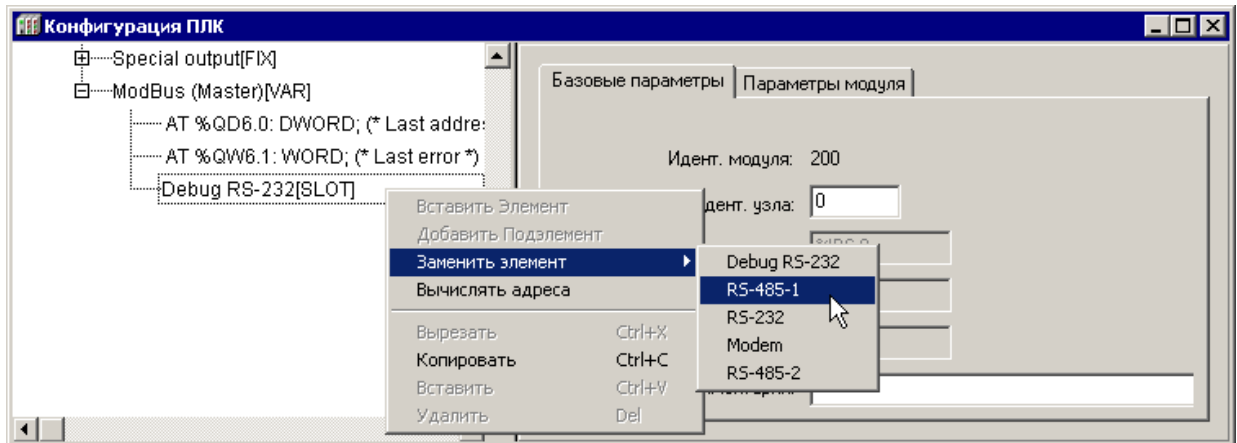 Конфигурация ПЛК
Special output[FIX]
ModBus (Master)[VAR]
AT %QD6.0: DWORD; (* Last addre
AT %QW6.1: WORD; (* Last error *)
Debug RS-232[SLOT]
Базовые параметры
Параметры модуля
Идент. модуля: 200
дент. узла: 0
Вставить Элемент
Добавить Подэлемент
Заменить элемент
Вычислять адреса
Вырезать Ctrl+X
Копировать Ctrl+C
Вставить Ctrl+V
Удалить Del
Debug RS-232
RS-485-1
RS-232
Modem
RS-485-2